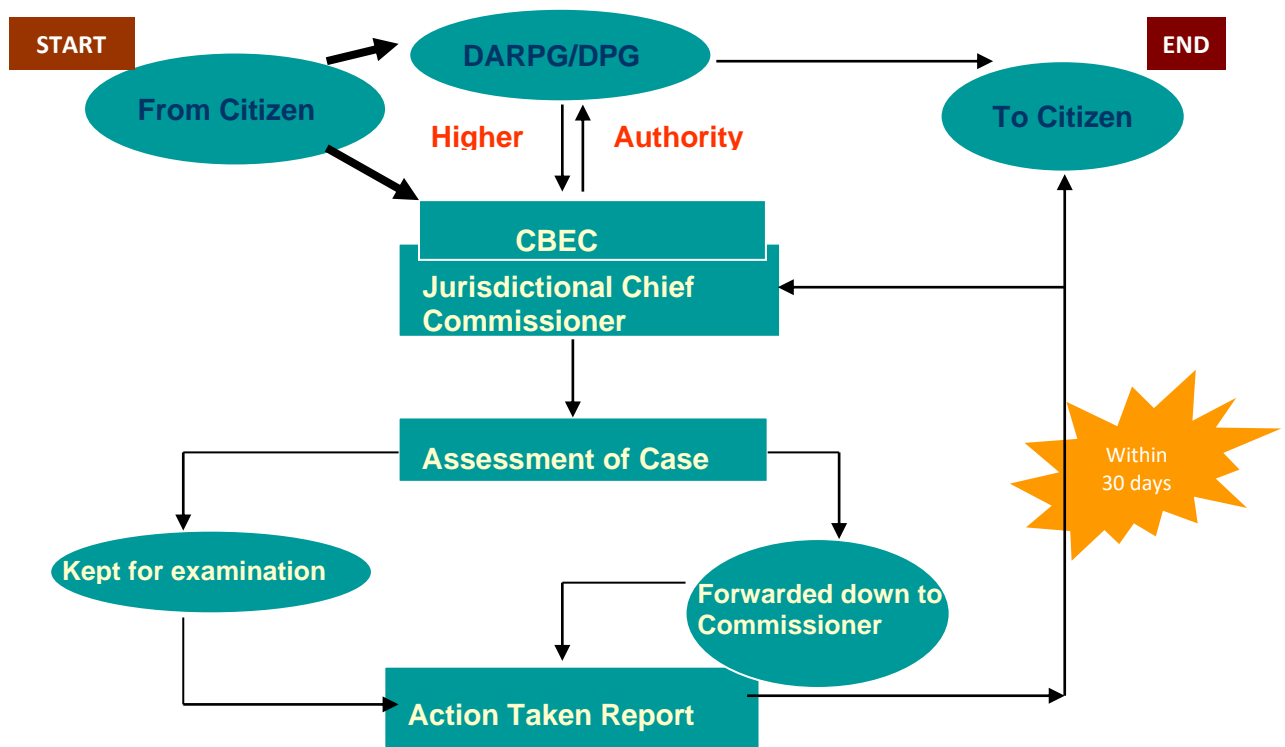 START
DARPG/DPG
END
From Citizen
To Citizen
Higher Authority
CBEC
Jurisdictional Chief
Commissioner
Assessment of Case
Within
30 days
Kept for examination
Forwarded down to
Commissioner
Action Taken Report